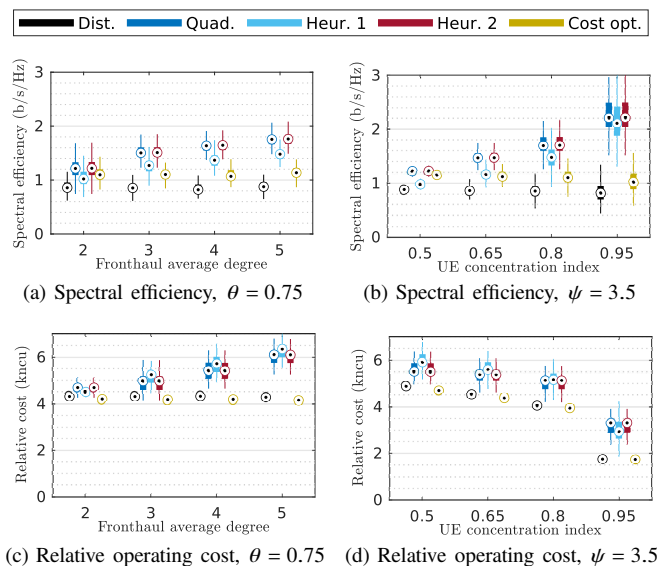 Dist. Quad. Heur. 1 Heur. 2 Cost opt.
Spectral efficiency (b/s/Hz)
3
2
1
0
2 3 4 5
Fronthaul average degree
(a) Spectral efficiency, θ = 0.75
Spectral efficiency (b/s/Hz)
3
2
1
0
0.5 0.65 0.8 0.95
UE concentration index
(b) Spectral efficiency, ψ = 3.5
Relative cost (kncu)
6
4
2
0
2 3 4 5
Fronthaul average degree
(c) Relative operating cost, θ = 0.75
Relative cost (kncu)
6
4
2
0
0.5 0.65 0.8 0.95
UE concentration index
(d) Relative operating cost, ψ = 3.5